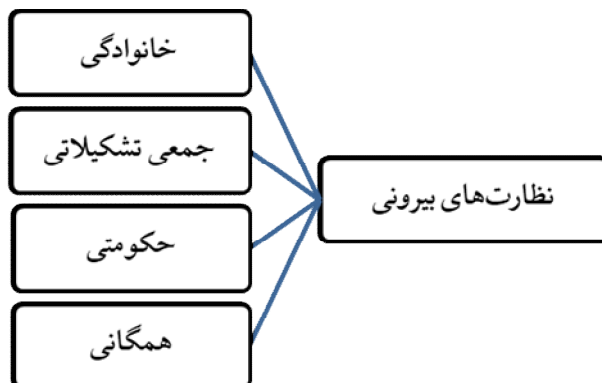 نظارت‌های بیرونی
خانوادگی
جمعی تشکیلاتی
حکومتی
همگانی